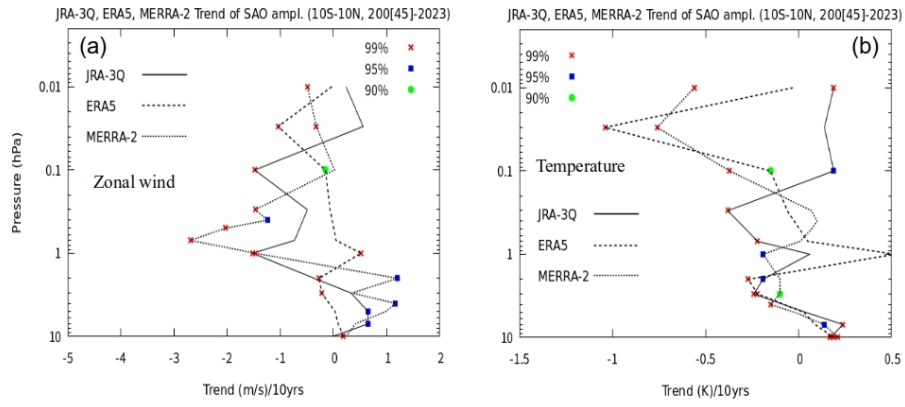 JRA-3Q, ERA5, MERRA-2 Trend of SAO ampl. (10S-10N, 200[45]-2023)
(a)
99%
95%
90%
JRA-3Q
ERA5
MERRA-2
Zonal wind
Pressure (hPa)
0.01
0.1
1
10
-5 -4 -3 -2 -1 0 1 2
Trend (m/s)/10yrs
JRA-3Q, ERA5, MERRA-2 Trend of SAO ampl. (10S-10N, 200[45]-2023)
(b)
99%
95%
90%
Temperature
JRA-3Q
ERA5
MERRA-2
0.01
0.1
1
10
-1.5 -1 -0.5 0 0.5
Trend (K)/10yrs